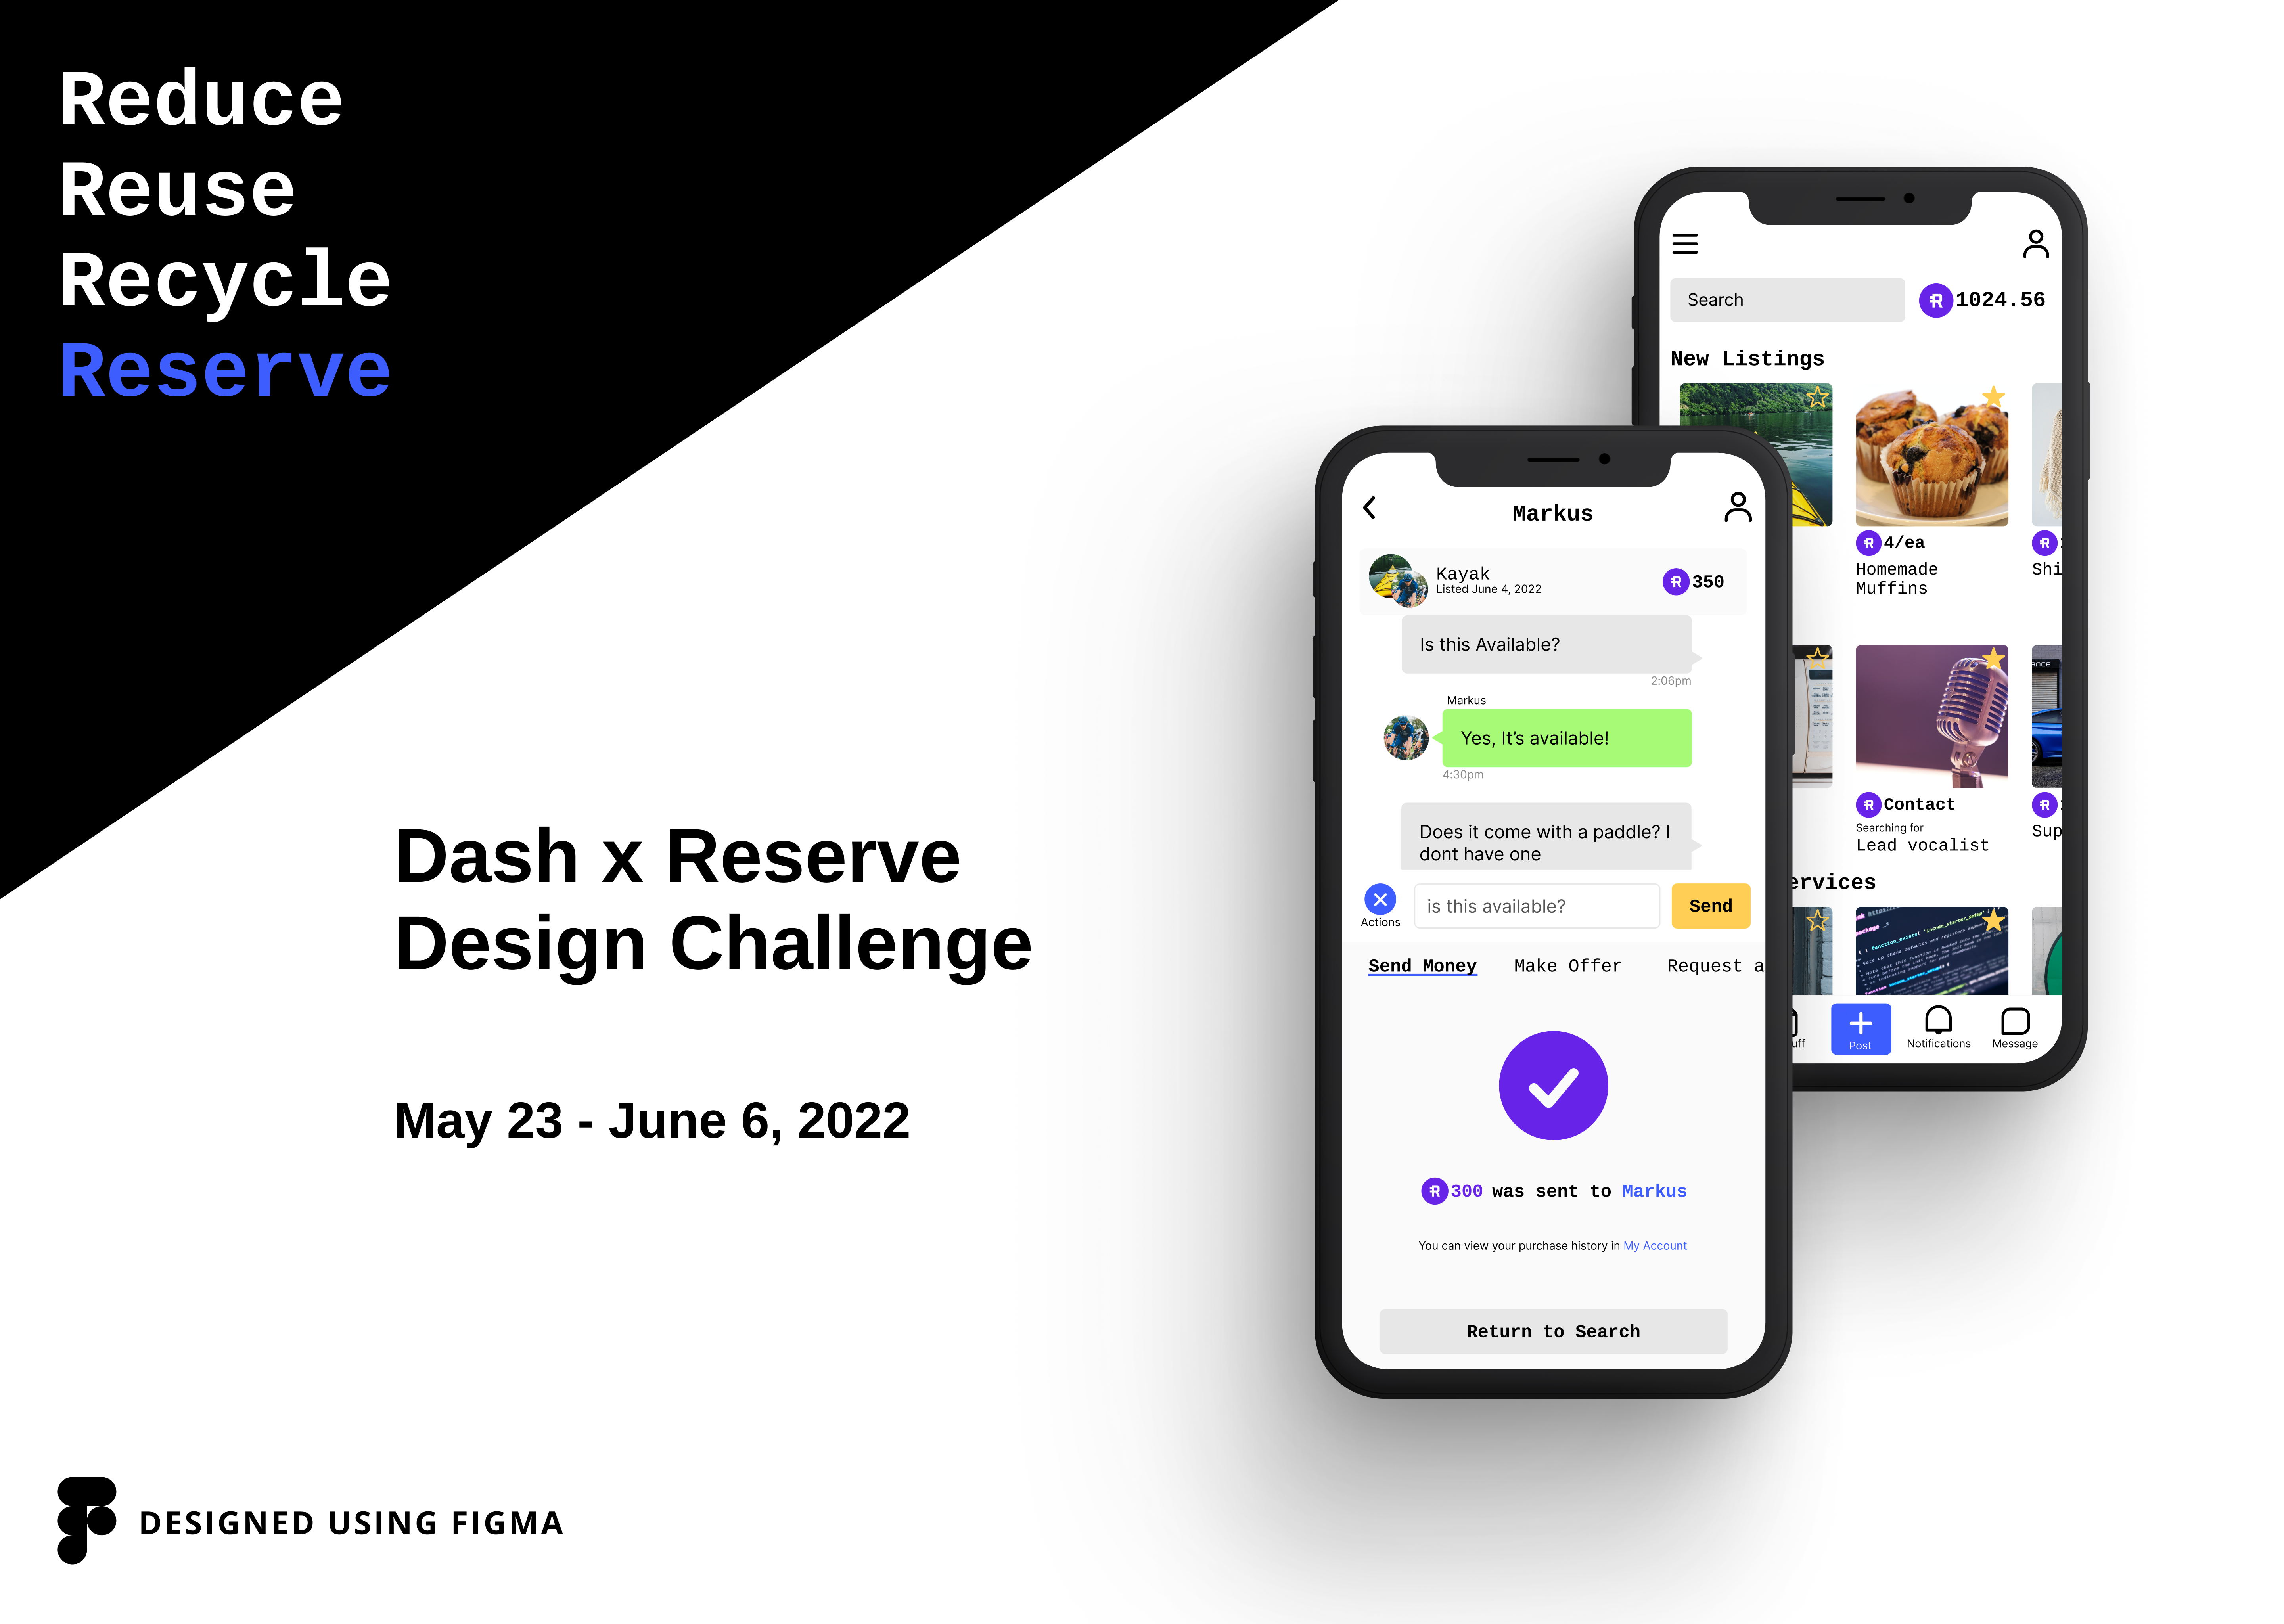 Reduce
Reuse
Recycle
Reserve
Dash x Reserve
Design Challenge
May 23 - June 6, 2022
DESIGNED USING FIGMA
Markus
Kayak
Listed June 4, 2022
350
Is this Available?
2:06pm
Markus
Yes, It’s available!
4:30pm
Does it come with a paddle? I
dont have one
Actions
is this available?
Send
Send Money
Make Offer
Request a
300 was sent to Markus
You can view your purchase history in My Account
Return to Search
Search
1024.56
New Listings
4/ea
Homemade
Muffins
Shi
Contact
Searching for
Lead vocalist
Sup
ervices
uff
Post
Notifications
Message